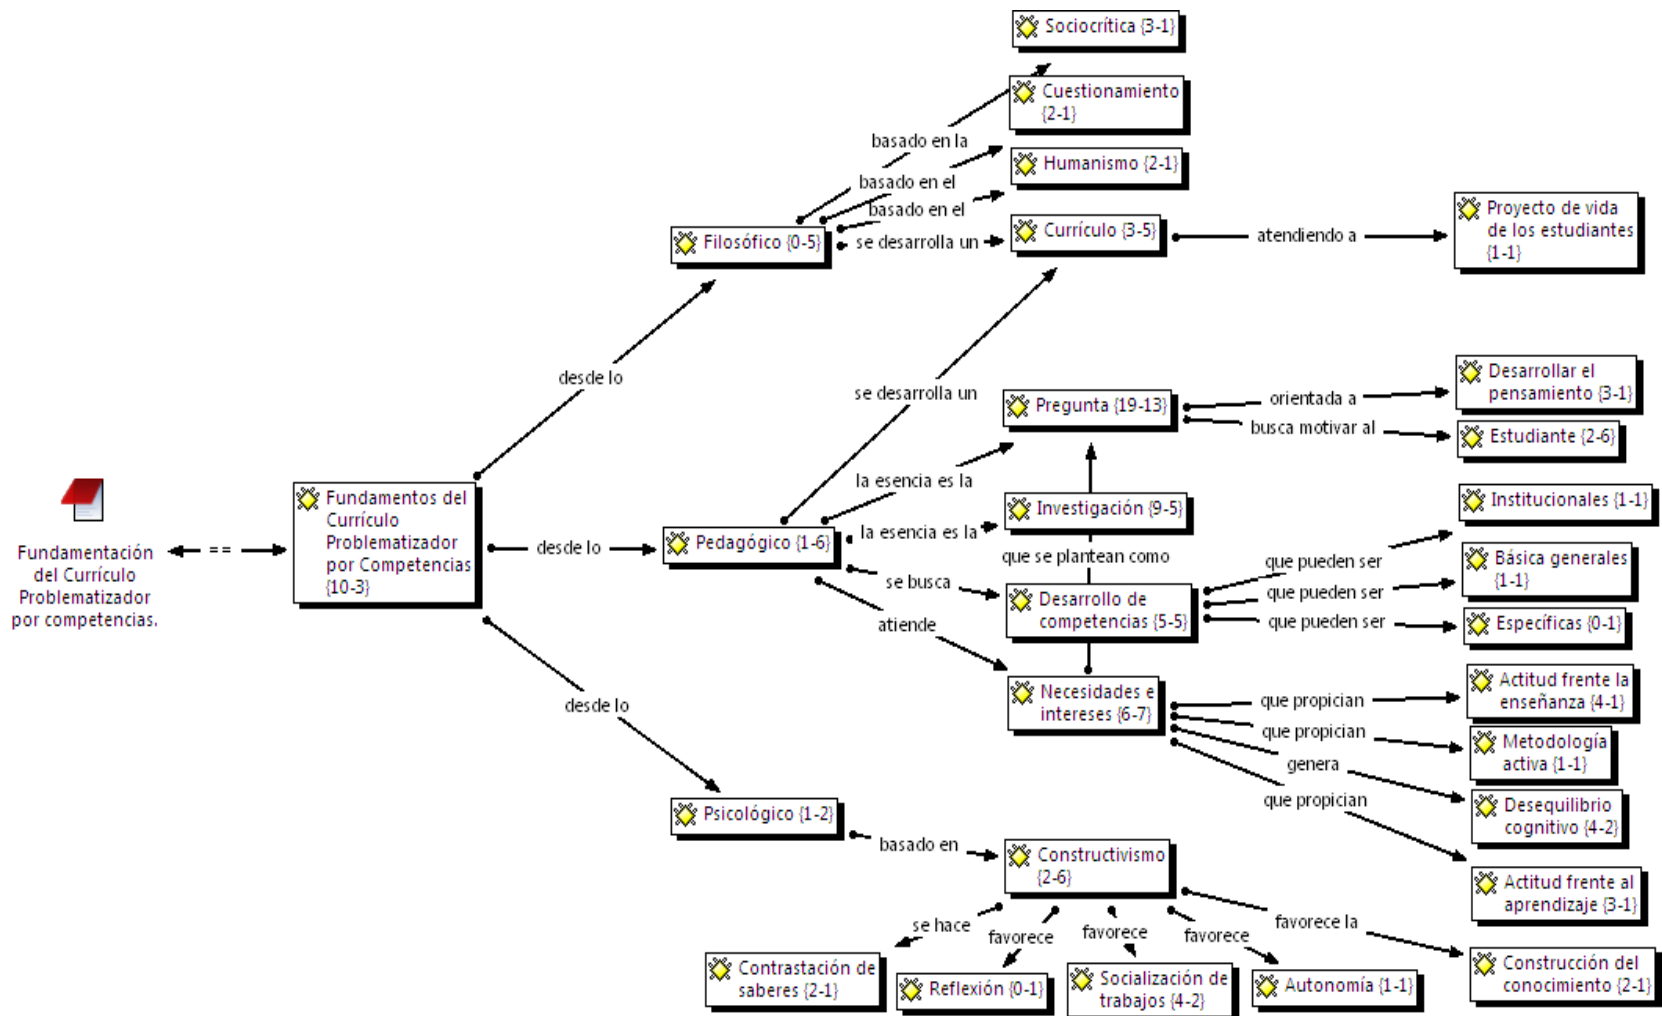 Sociocrítica {3-1}
Cuestionamiento
{2-1}
basado en la
Humanismo {2-1}
basado en el
basado en el
Filosófico {0-5}
se desarrolla un
Currículo {3-5}
atendiendo a
Proyecto de vida
de los estudiantes
{1-1}
desde lo
se desarrolla un
Desarrollar el
pensamiento {3-1}
Pregunta {19-13}
orientada a
busca motivar al
Estudiante {2-6}
la esencia es la
Fundamentos del
Currículo
Problematizador
por Competencias
{10-3}
Investigación {9-5}
Institucionales {1-1}
Fundamentación
del Currículo
Problematizador
por competencias.
==
desde lo
Pedagógico {1-6}
la esencia es la
que se plantean como
que pueden ser
Básica generales
{1-1}
se busca
Desarrollo de
competencias {5-5}
que pueden ser
que pueden ser
Específicas {0-1}
atiende
Necesidades e
intereses {6-7}
que propician
Actitud frente la
enseñanza {4-1}
desde lo
que propician
Metodología
activa {1-1}
genera
que propician
Desequilibrio
cognitivo {4-2}
Psicológico {1-2}
basado en
Constructivismo
{2-6}
Actitud frente al
aprendizaje {3-1}
se hace
favorece
favorece
favorece
favorece la
Contrastación de
saberes {2-1}
Reflexión {0-1}
Socialización de
trabajos {4-2}
Autonomía {1-1}
Construcción del
conocimiento {2-1}